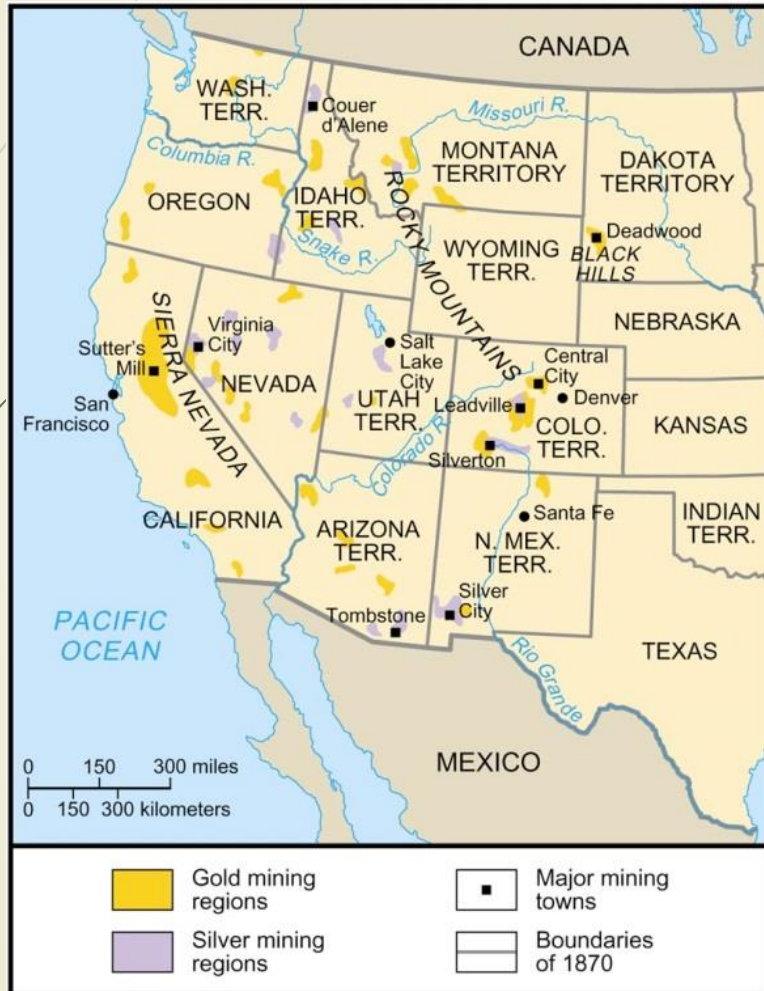 CANADA
WASH.
TERR.
Couer
d'Alene
Missouri R.
Columbia R.
MONTANA
TERRITORY
DAKOTA
TERRITORY
OREGON
IDAHO
TERR.
ROCKY MOUNTAINS
Deadwood
BLACK
HILLS
Snake R.
WYOMING
TERR.
NEBRASKA
SIERRA NEVADA
Virginia
City
Sutter's
Mill
Salt
Lake
City
Central
City
NEVADA
Denver
San
Francisco
UTAH
TERR.
Leadville
COLO.
TERR.
KANSAS
Colorado R.
Silverton
CALIFORNIA
ARIZONA
TERR.
Santa Fe
INDIAN
TERR.
N. MEX.
TERR.
Silver
City
Tombstone
PACIFIC
OCEAN
Rio Grande
TEXAS
MEXICO
0 150 300 miles
0 150 300 kilometers
Gold mining
regions
Major mining
towns
Silver mining
regions
Boundaries
of 1870